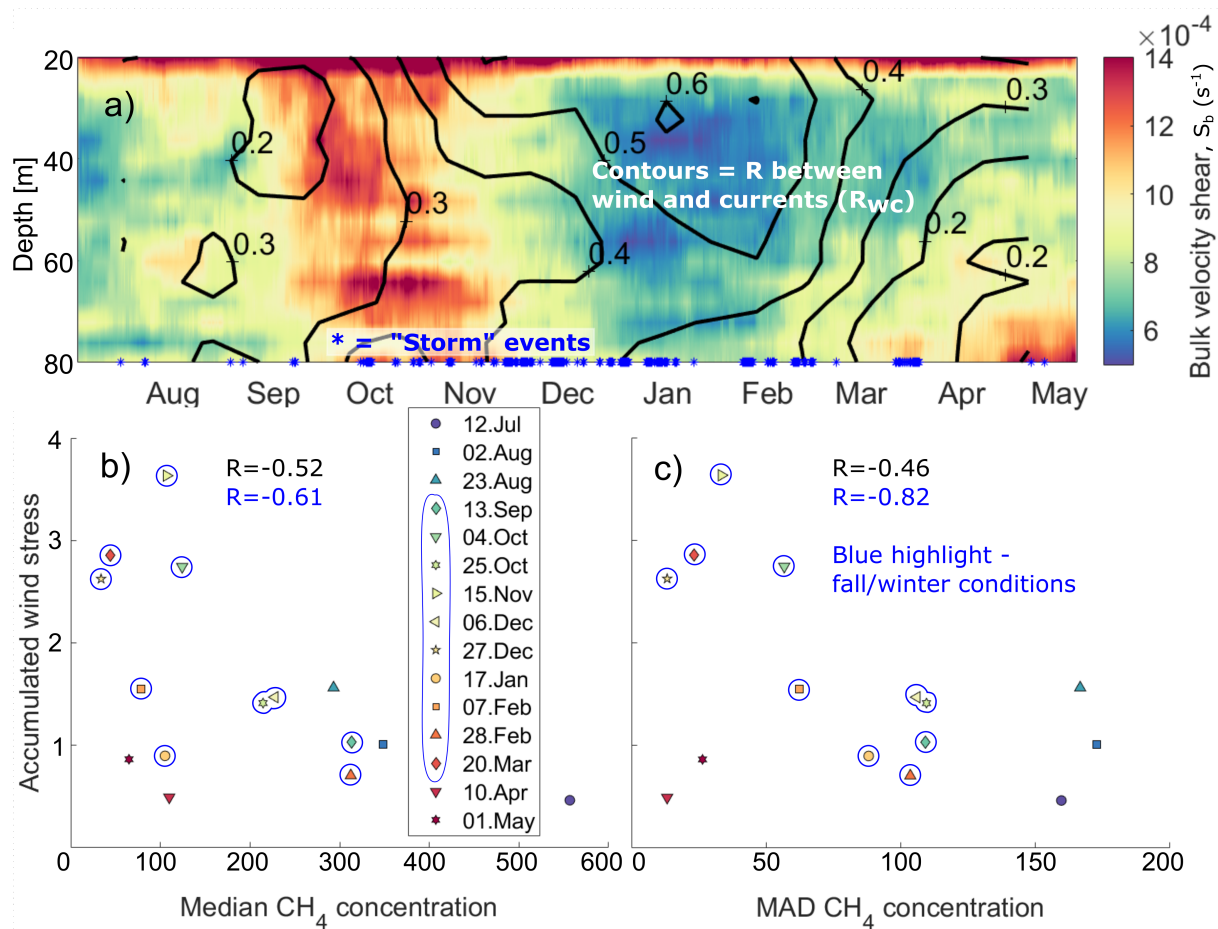 ×10⁻⁴
20
40
60
80
Depth [m]
a)
0.2
0.3
0.3
0.4
0.5
0.6
0.4
0.3
0.2
0.2
Contours = R between
wind and currents (RWC)
* = "Storm" events
Aug Sep Oct Nov Dec Jan Feb Mar Apr May
14
12
10
8
6
Bulk velocity shear, Sb (s⁻¹)
b)
R=-0.52
R=-0.61
4
3
2
1
0 100 200 300 400 500 600
Accumulated wind stress
Median CH4 concentration
12.Jul
02.Aug
23.Aug
13.Sep
04.Oct
25.Oct
15.Nov
06.Dec
27.Dec
17.Jan
07.Feb
28.Feb
20.Mar
10.Apr
01.May
c)
R=-0.46
R=-0.82
Blue highlight -
fall/winter conditions
0 50 100 150 200
MAD CH4 concentration